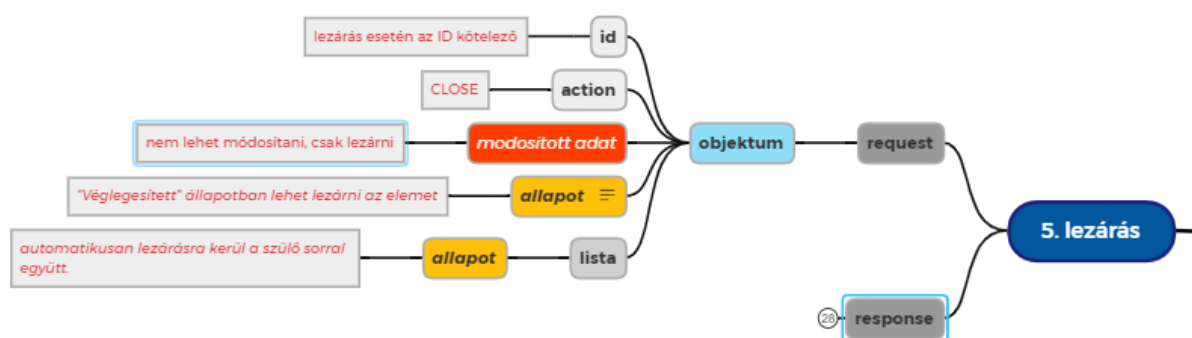 lezárás esetén az ID kötelező
id
CLOSE
action
nem lehet módosítani, csak lezárni
modosított adat
objektum
request
"Véglegesített" állapotban lehet lezárni az elemet
allapot
5. lezárás
automatikusan lezárásra kerül a szülő sorral
együtt.
allapot
lista
28
response